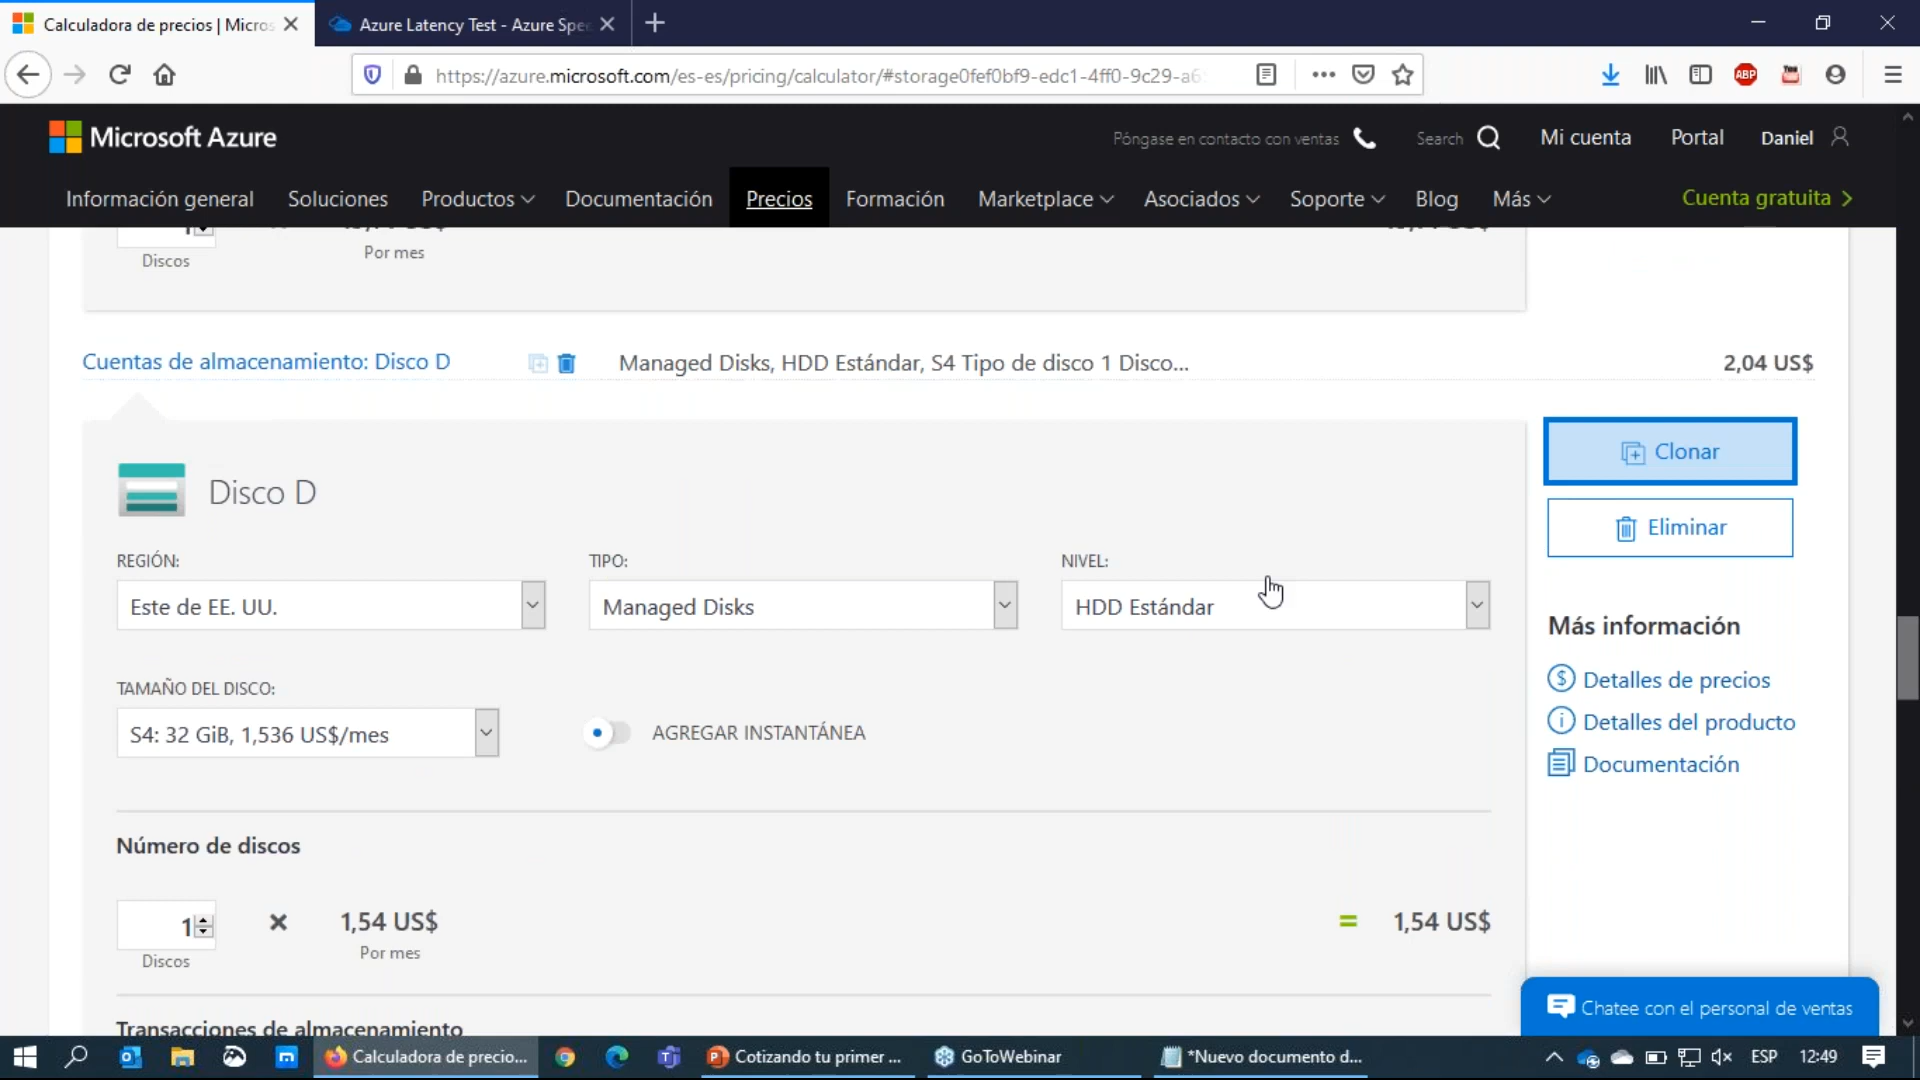 Calculadora de precios | Micros
Azure Latency Test - Azure Spe
https://azure.microsoft.com/es-es/pricing/calculator/#storage0fef0bf9-edc1-4ff0-9c29-a6
ABP
Microsoft Azure
Póngase en contacto con ventas
Search
Mi cuenta
Portal
Daniel
Información general
Soluciones
Productos
Documentación
Precios
Formación
Marketplace
Asociados
Soporte
Blog
Más
Cuenta gratuita
Discos
Por mes
Cuentas de almacenamiento: Disco D
Managed Disks, HDD Estándar, S4 Tipo de disco 1 Disco...
2,04 US$
Clonar
Disco D
Eliminar
REGIÓN:
TIPO:
NIVEL:
Este de EE. UU.
Managed Disks
HDD Estándar
Más información
Detalles de precios
TAMAÑO DEL DISCO:
S4: 32 GiB, 1,536 US$/mes
AGREGAR INSTANTÁNEA
Detalles del producto
Documentación
Número de discos
1
1,54 US$
=
1,54 US$
Discos
Por mes
Chatee con el personal de ventas
Transacciones de almacenamiento
Calculadora de precio...
Cotizando tu primer ...
GoToWebinar
*Nuevo documento d...
ESP
12:49